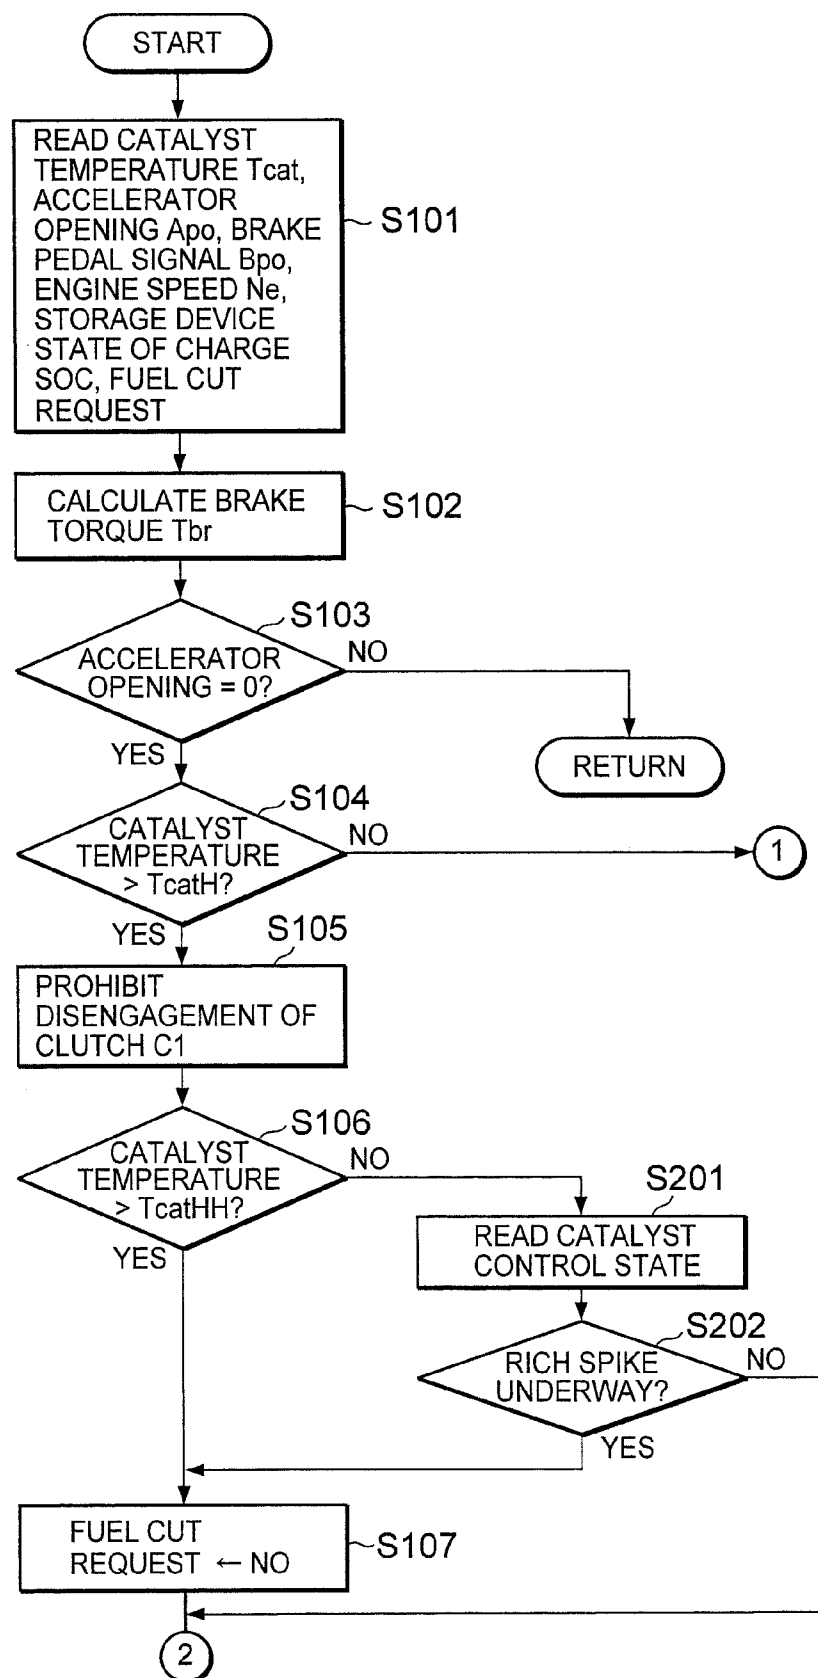 START
READ CATALYST
TEMPERATURE Tcat,
ACCELERATOR
OPENING Apo, BRAKE
PEDAL SIGNAL Bpo,
ENGINE SPEED Ne,
STORAGE DEVICE
STATE OF CHARGE
SOC, FUEL CUT
REQUEST
S101
CALCULATE BRAKE
TORQUE Tbr
S102
S103
ACCELERATOR
OPENING = 0?
NO
YES
RETURN
S104
CATALYST
TEMPERATURE
> TcatH?
NO
1
YES
S105
PROHIBIT
DISENGAGEMENT OF
CLUTCH C1
S106
CATALYST
TEMPERATURE
> TcatHH?
NO
YES
S201
READ CATALYST
CONTROL STATE
S202
RICH SPIKE
UNDERWAY?
NO
YES
FUEL CUT
REQUEST ← NO
S107
2